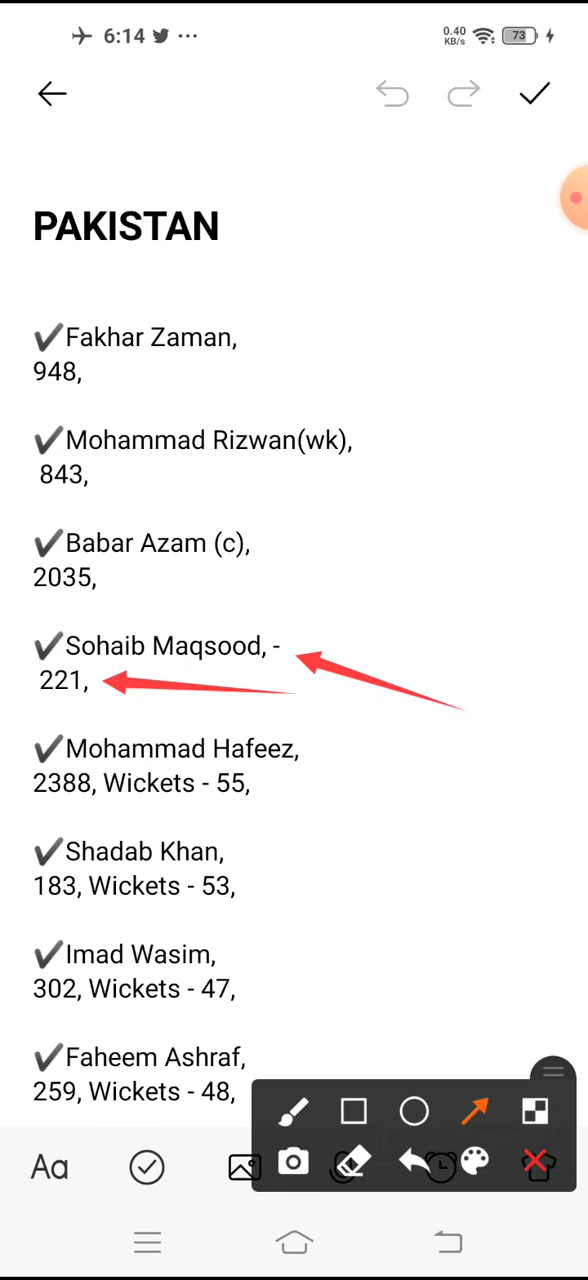 6:14
0.40
KB/s
73
PAKISTAN
✔Fakhar Zaman,
948,
✔Mohammad Rizwan(wk),
843,
✔Babar Azam (c),
2035,
✔Sohaib Maqsood, -
221,
✔Mohammad Hafeez,
2388, Wickets - 55,
✔Shadab Khan,
183, Wickets - 53,
✔Imad Wasim,
302, Wickets - 47,
✔Faheem Ashraf,
259, Wickets - 48,
Aa